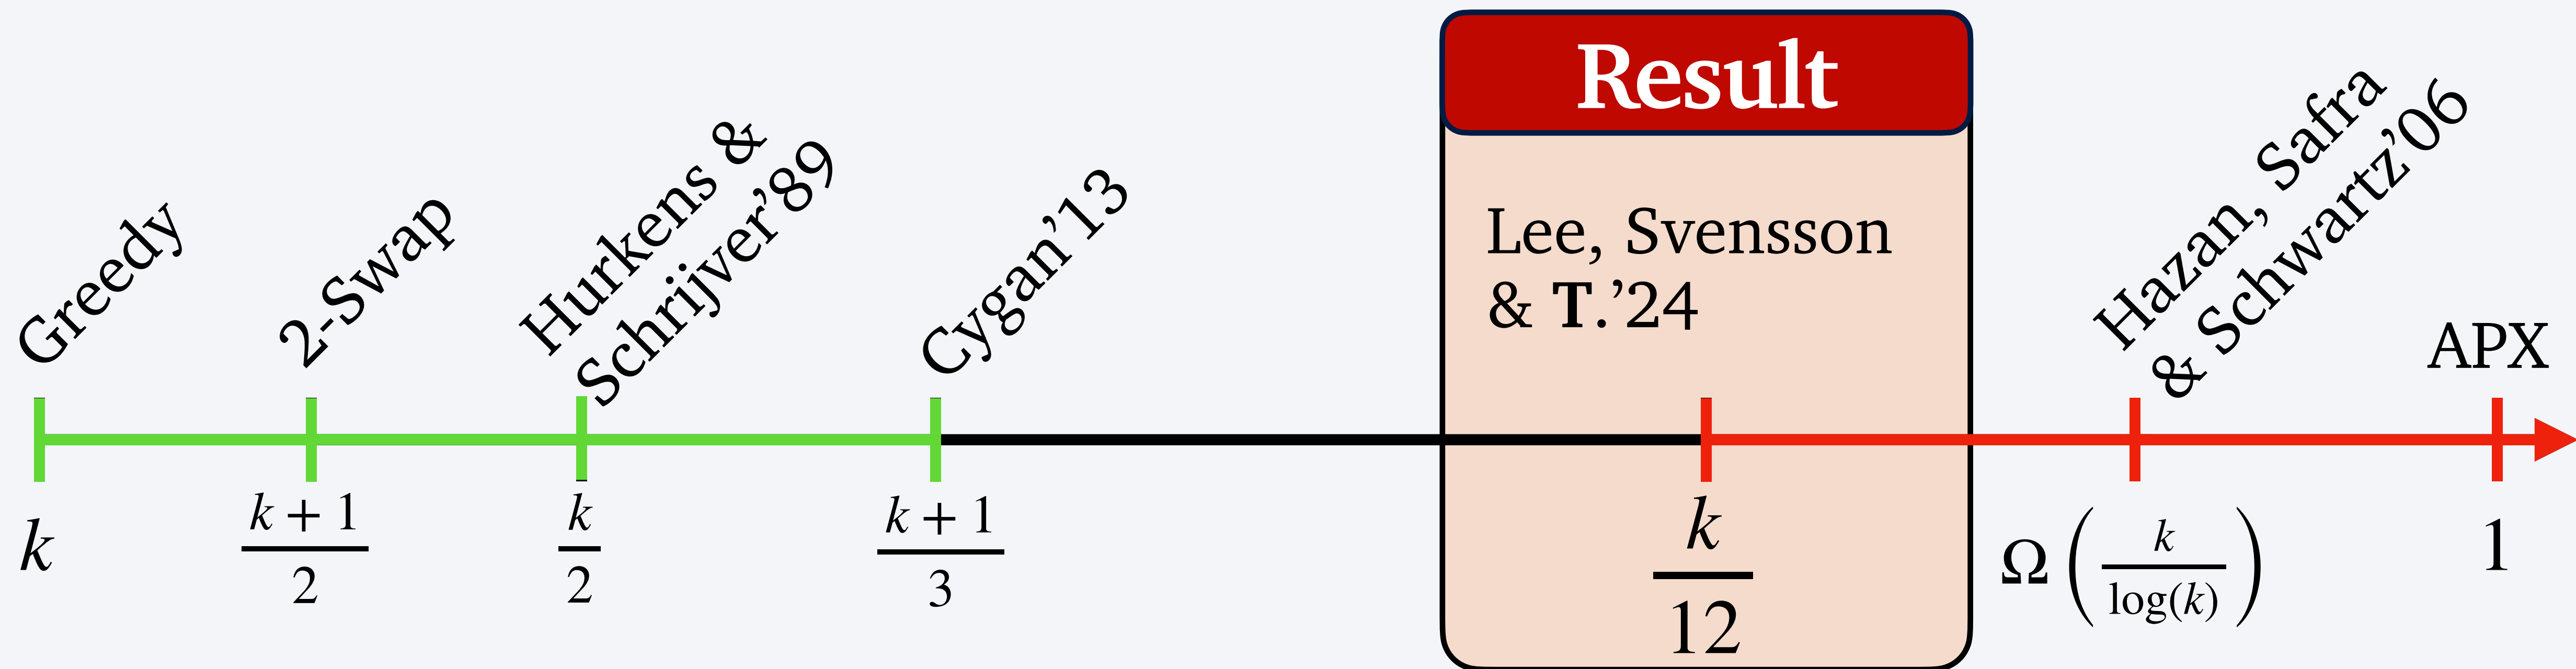 Result
Greedy
2-Swap
Hurkens &
Schrijver’89
Cygan’13
Lee, Svensson
& T.’24
Hazan, Safra
& Schwartz’06
APX
k
k + 1
2
k
2
k + 1
3
k
12
Ω ( k / log(k) )
1